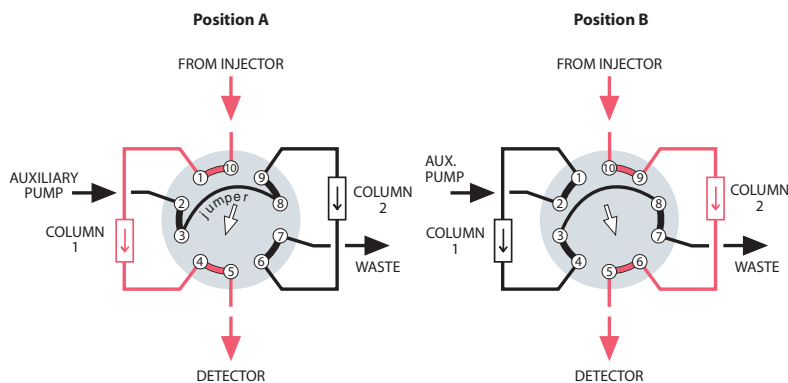 Position A
FROM INJECTOR
AUXILIARY
PUMP
COLUMN
1
COLUMN
2
jumper
WASTE
DETECTOR
1
10
9
2
8
3
7
4
5
6
Position B
FROM INJECTOR
AUX.
PUMP
COLUMN
1
COLUMN
2
WASTE
DETECTOR
10
9
1
2
8
3
7
4
5
6